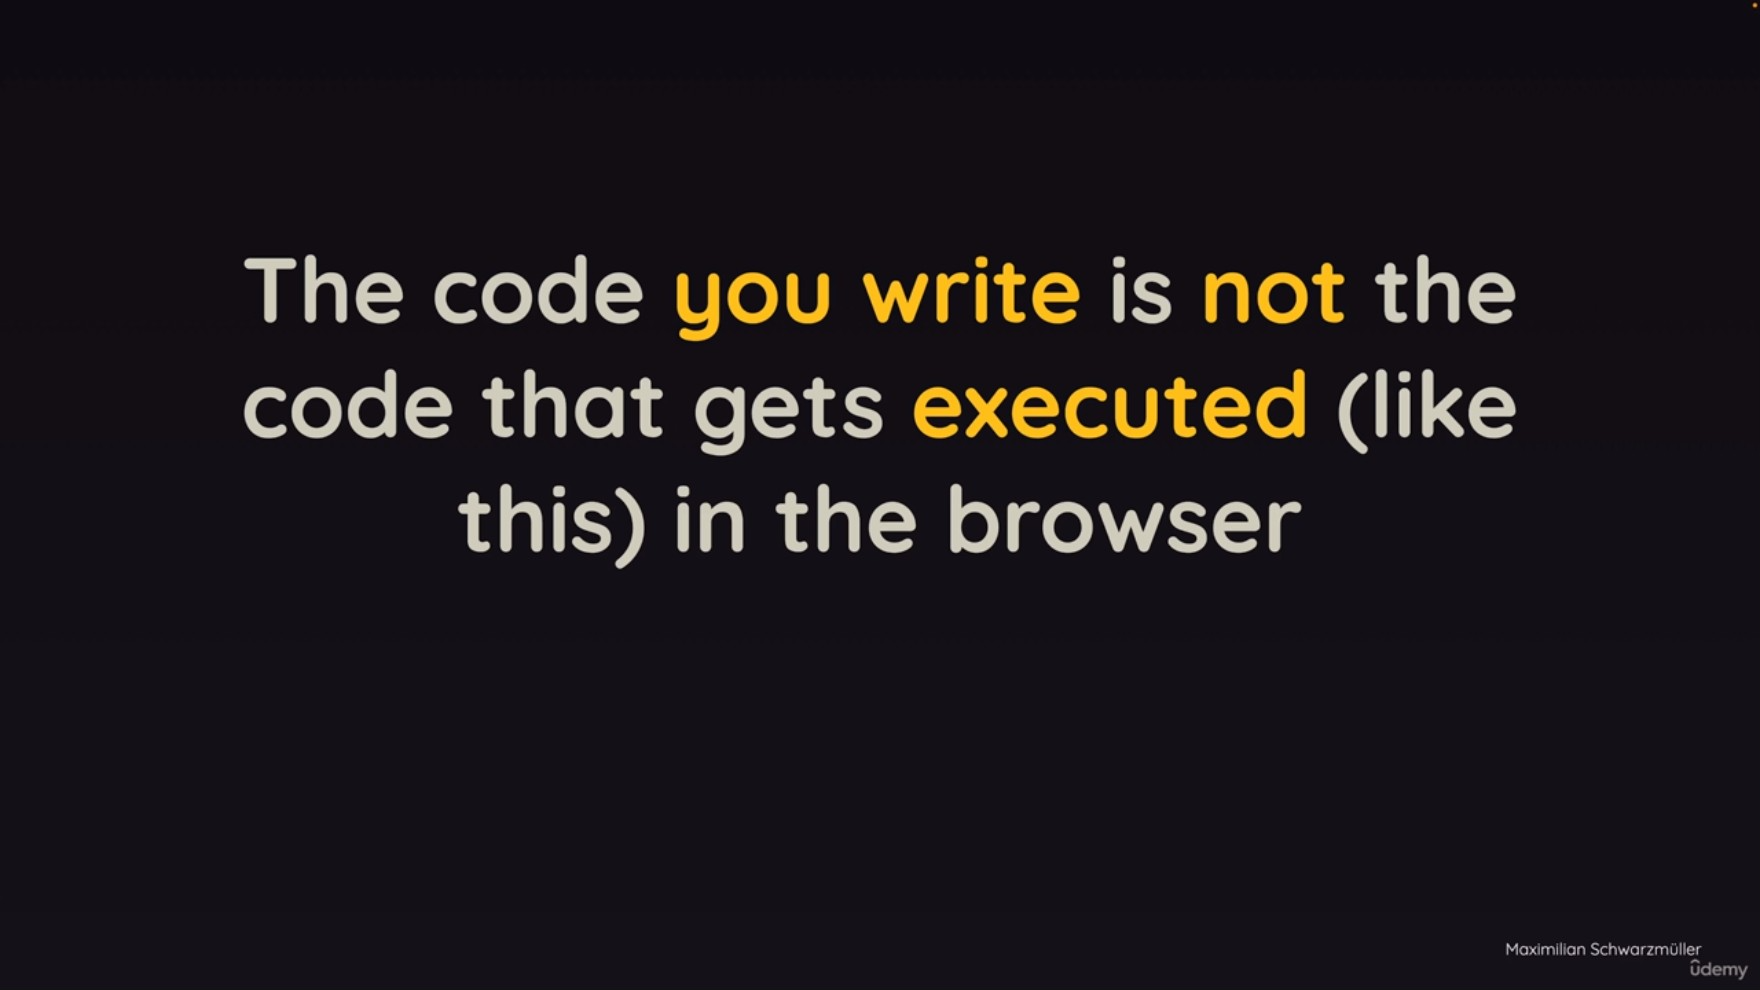 The code you write is not the
code that gets executed (like
this) in the browser
Maximilian Schwarzmüller
ûdemy